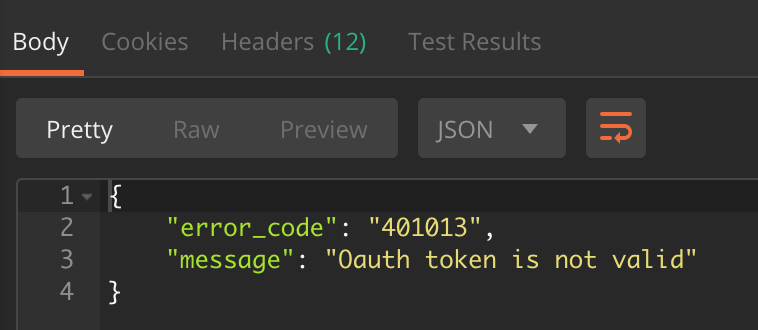 Body Cookies Headers (12) Test Results
Pretty Raw Preview JSON
1 {
2 "error_code": "401013",
3 "message": "Oauth token is not valid"
4 }